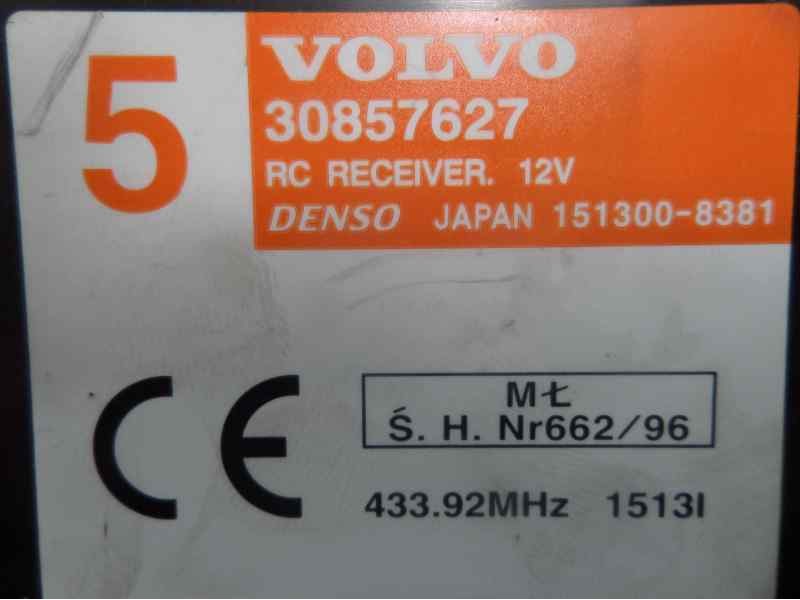 5
VOLVO
30857627
RC RECEIVER. 12V
DENSO JAPAN 151300-8381
CE
MŁ
Ś. H. Nr662/96
433.92MHz 1513I